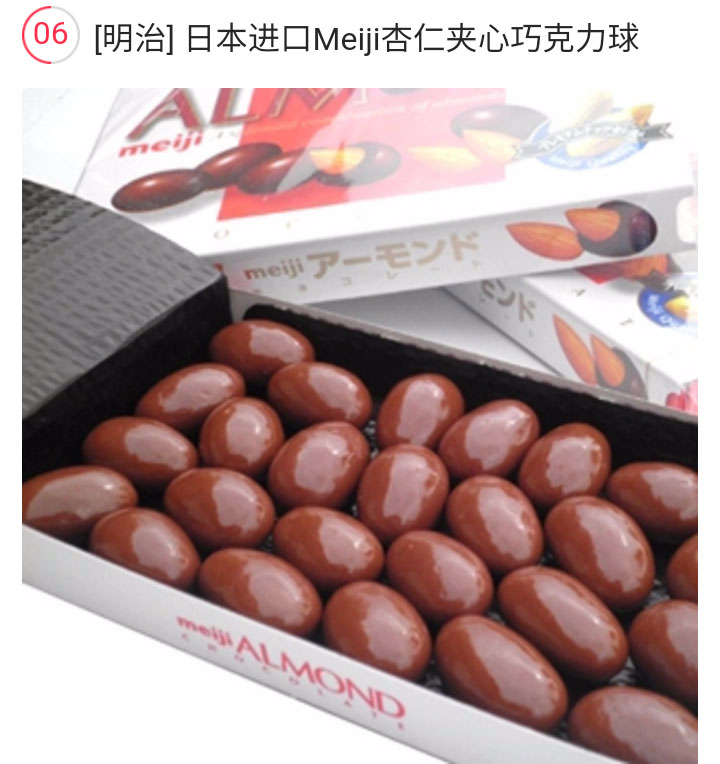 06 [明治] 日本进口Meiji杏仁夹心巧克力球
ALM
meiji
meiji アーモンド
チョコレート
ンド
meiji ALMOND
CHOCOLATE